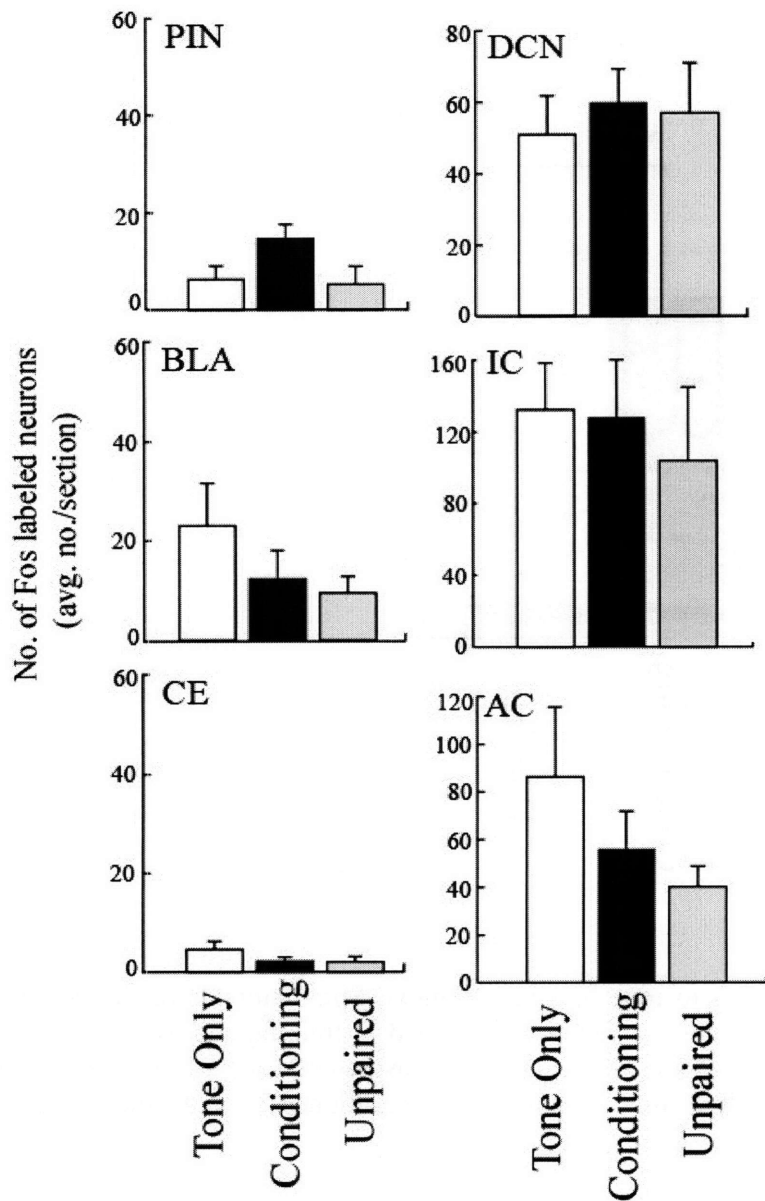 No. of Fos labeled neurons
(avg. no./section)
PIN
60
40
20
0
DCN
80
60
40
20
0
BLA
60
40
20
0
IC
160
120
80
40
0
CE
60
40
20
0
AC
120
100
80
60
40
20
0
Tone Only
Conditioning
Unpaired
Tone Only
Conditioning
Unpaired